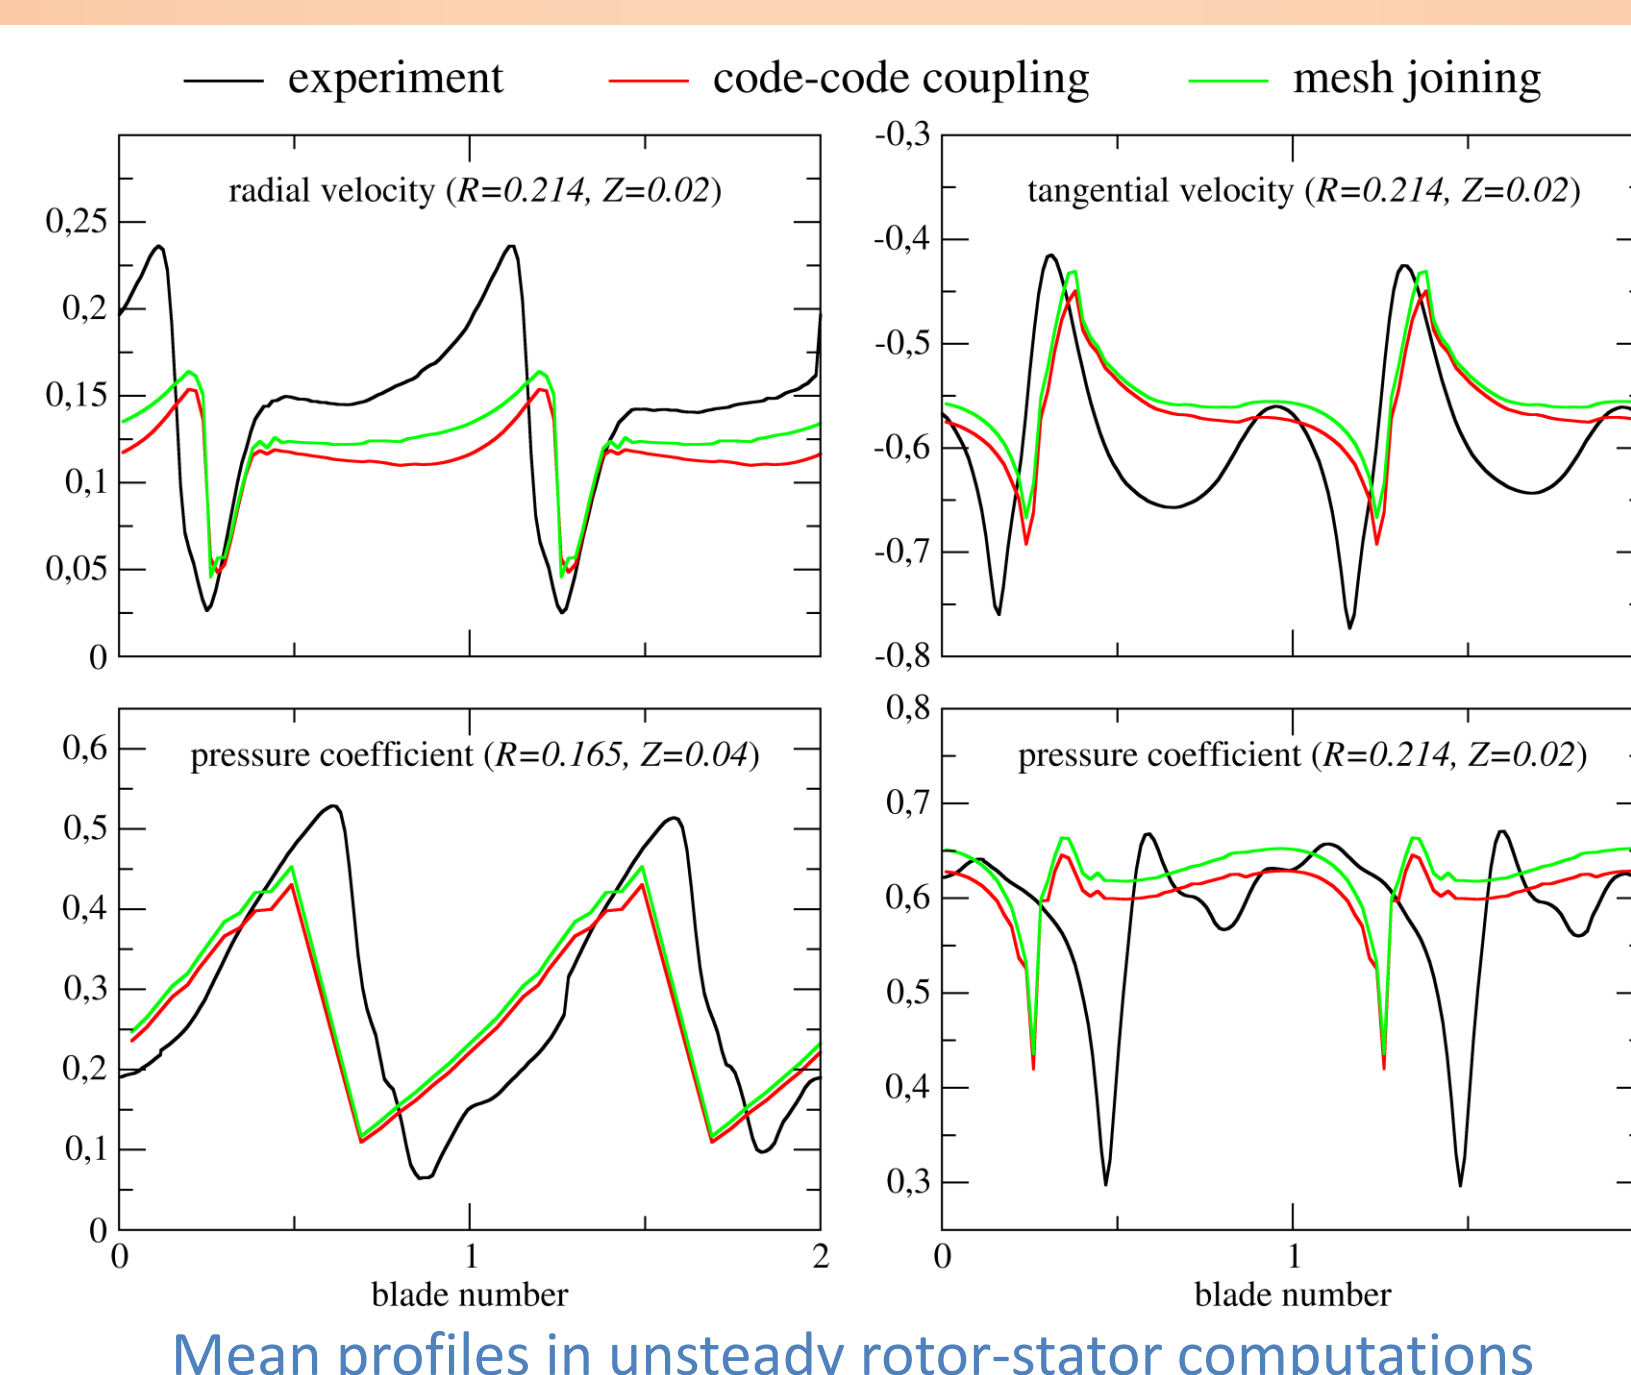 experiment code-code coupling mesh joining
radial velocity (R=0.214, Z=0.02)
0,25
0,2
0,15
0,1
0,05
0
tangential velocity (R=0.214, Z=0.02)
-0,3
-0,4
-0,5
-0,6
-0,7
-0,8
pressure coefficient (R=0.165, Z=0.04)
0,6
0,5
0,4
0,3
0,2
0,1
0
0 1 2
blade number
pressure coefficient (R=0.214, Z=0.02)
0,8
0,7
0,6
0,5
0,4
0,3
0 1
blade number
Mean profiles in unsteady rotor-stator computations